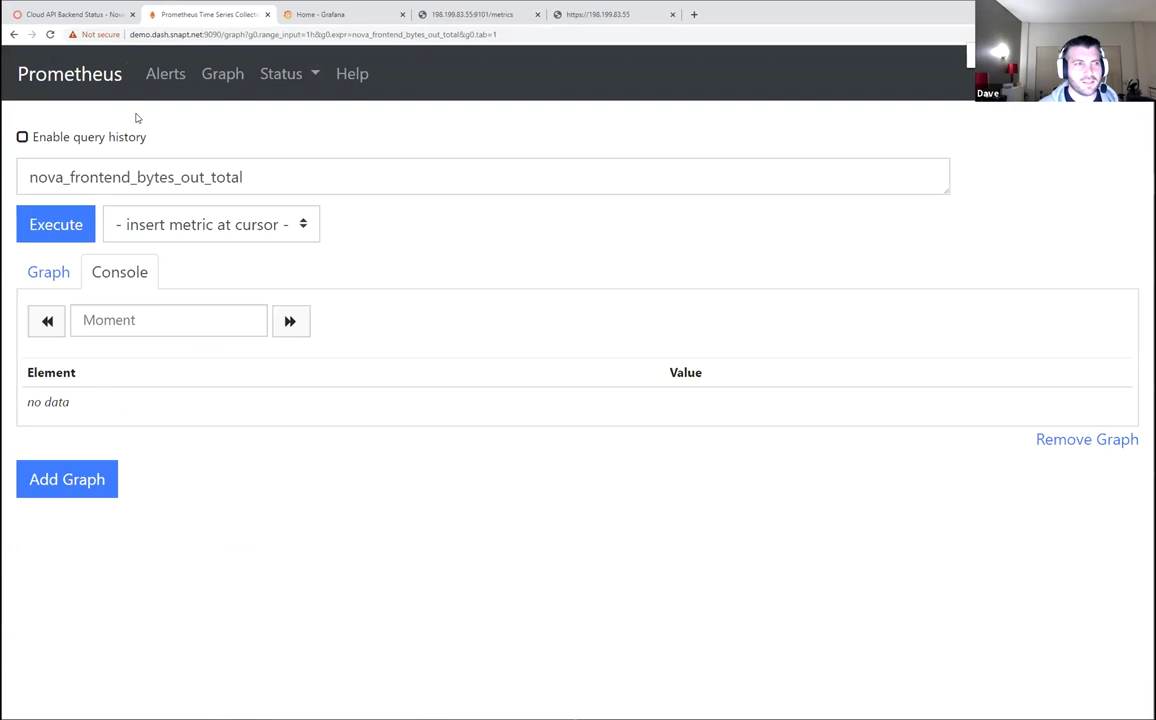 Cloud API Backend Status - Nova
Prometheus Time Series Collect
Home - Grafana
198.199.83.55:9101/metrics
https://198.199.83.55
Not secure
demo.dash.snapt.net:9090/graph?g0.range_input=1h&g0.expr=nova_frontend_bytes_out_total&g0.tab=1
Prometheus
Alerts
Graph
Status
Help
Dave
Enable query history
nova_frontend_bytes_out_total
Execute
- insert metric at cursor -
Graph
Console
Moment
Element
Value
no data
Remove Graph
Add Graph